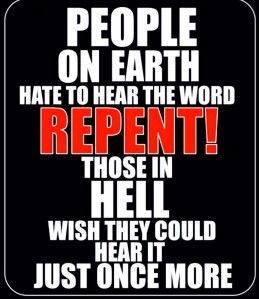 PEOPLE
ON EARTH
HATE TO HEAR THE WORD
REPENT!
THOSE IN
HELL
WISH THEY COULD
HEAR IT
JUST ONCE MORE